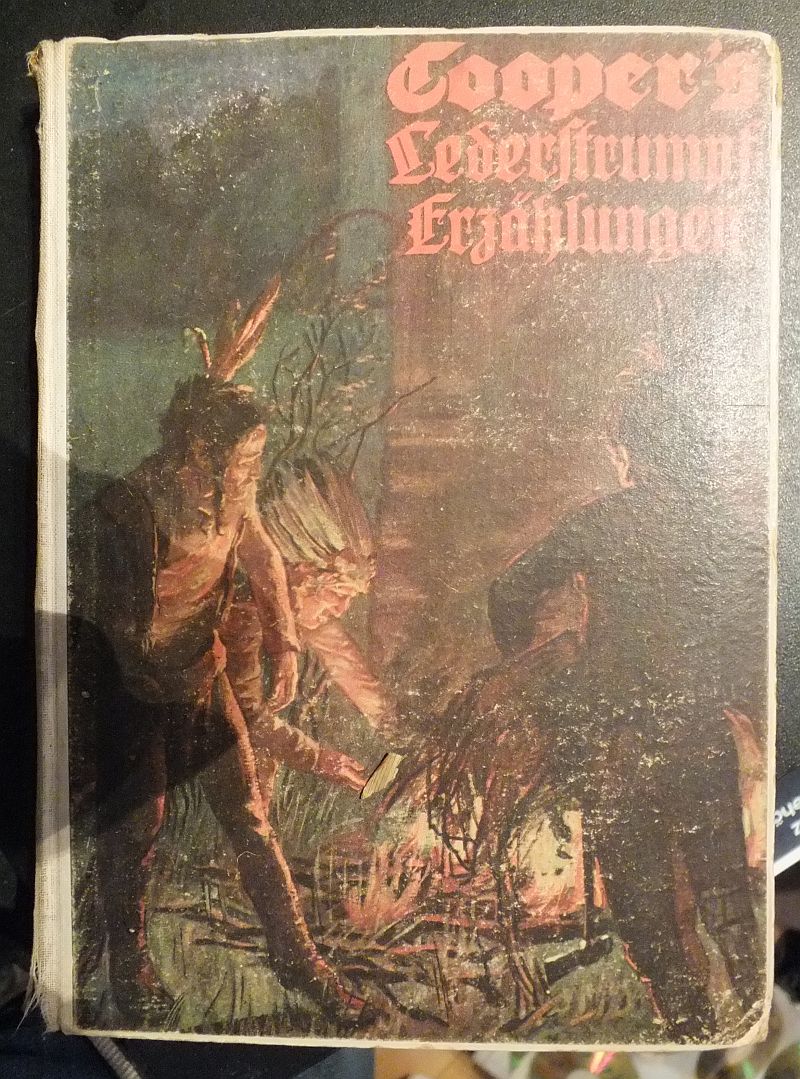 Cooper's
Lederstrumpf
Erzählungen